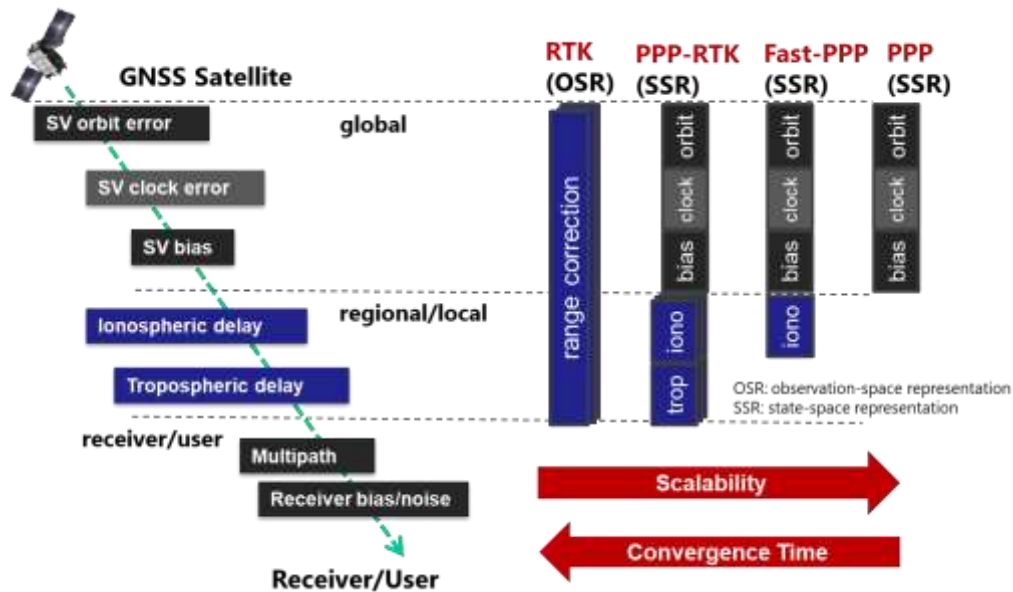 GNSS Satellite
RTK
(OSR)
PPP-RTK
(SSR)
Fast-PPP
(SSR)
PPP
(SSR)
SV orbit error
global
SV clock error
SV bias
range correction
orbit
clock
bias
orbit
clock
bias
orbit
clock
bias
regional/local
Ionospheric delay
iono
iono
Tropospheric delay
trop
OSR: observation-space representation
SSR: state-space representation
receiver/user
Multipath
Receiver bias/noise
Scalability
Convergence Time
Receiver/User